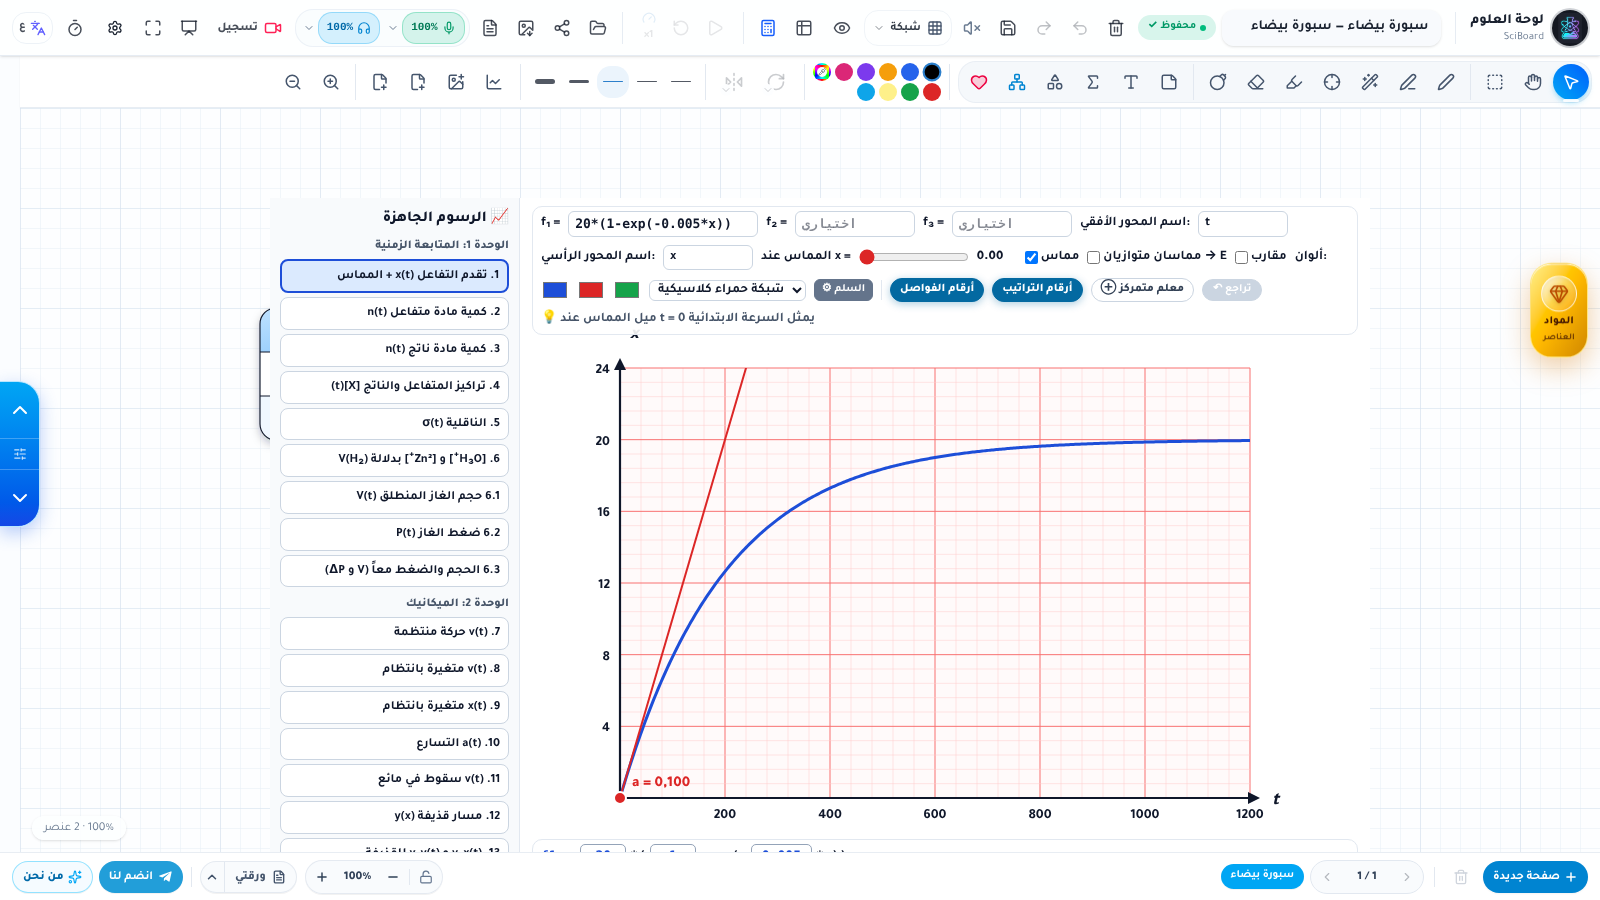 لوحة العلوم
SciBoard
سبورة بيضاء – سبورة بيضاء
محفوظ ✓
شبكة
100%
100%
تسجيل
ع
f₁ = 20*(1-exp(-0.005*x)) f₂ = اختياري f₃ = اختياري اسم المحور الأفقي: t
اسم المحور الرأسي: x المماس عند x = 0.00 مماس مماسان متوازيان → E مقارب ألوان:
شبكة حمراء كلاسيكية السلم ⚙ أرقام الفواصل أرقام التراتيب معلم متمركز تراجع ↶
💡 ميل المماس عند t = 0 يمثل السرعة الابتدائية
24
20
16
12
8
4
a = 0,100
200 400 600 800 1000 1200
t
📈 الرسوم الجاهزة
الوحدة 1: المتابعة الزمنية
1. تقدم التفاعل x(t) + المماس
2. كمية مادة متفاعل n(t)
3. كمية مادة ناتج n(t)
4. تراكيز المتفاعل والناتج [X](t)
5. الناقلية σ(t)
6. [H₃O⁺] و [Zn²⁺] بدلالة V(H₂)
6.1 حجم الغاز المنطلق V(t)
6.2 ضغط الغاز P(t)
6.3 الحجم والضغط معاً (V و ΔP)
الوحدة 2: الميكانيك
7. v(t) حركة منتظمة
8. v(t) متغيرة بانتظام
9. x(t) متغيرة بانتظام
10. a(t) التسارع
11. v(t) سقوط في مائع
12. مسار قذيفة y(x)
المواد
العناصر
100% · 2 عنصر
صفحة جديدة
1 / 1
سبورة بيضاء
100%
ورقتي
انضم لنا
من نحن